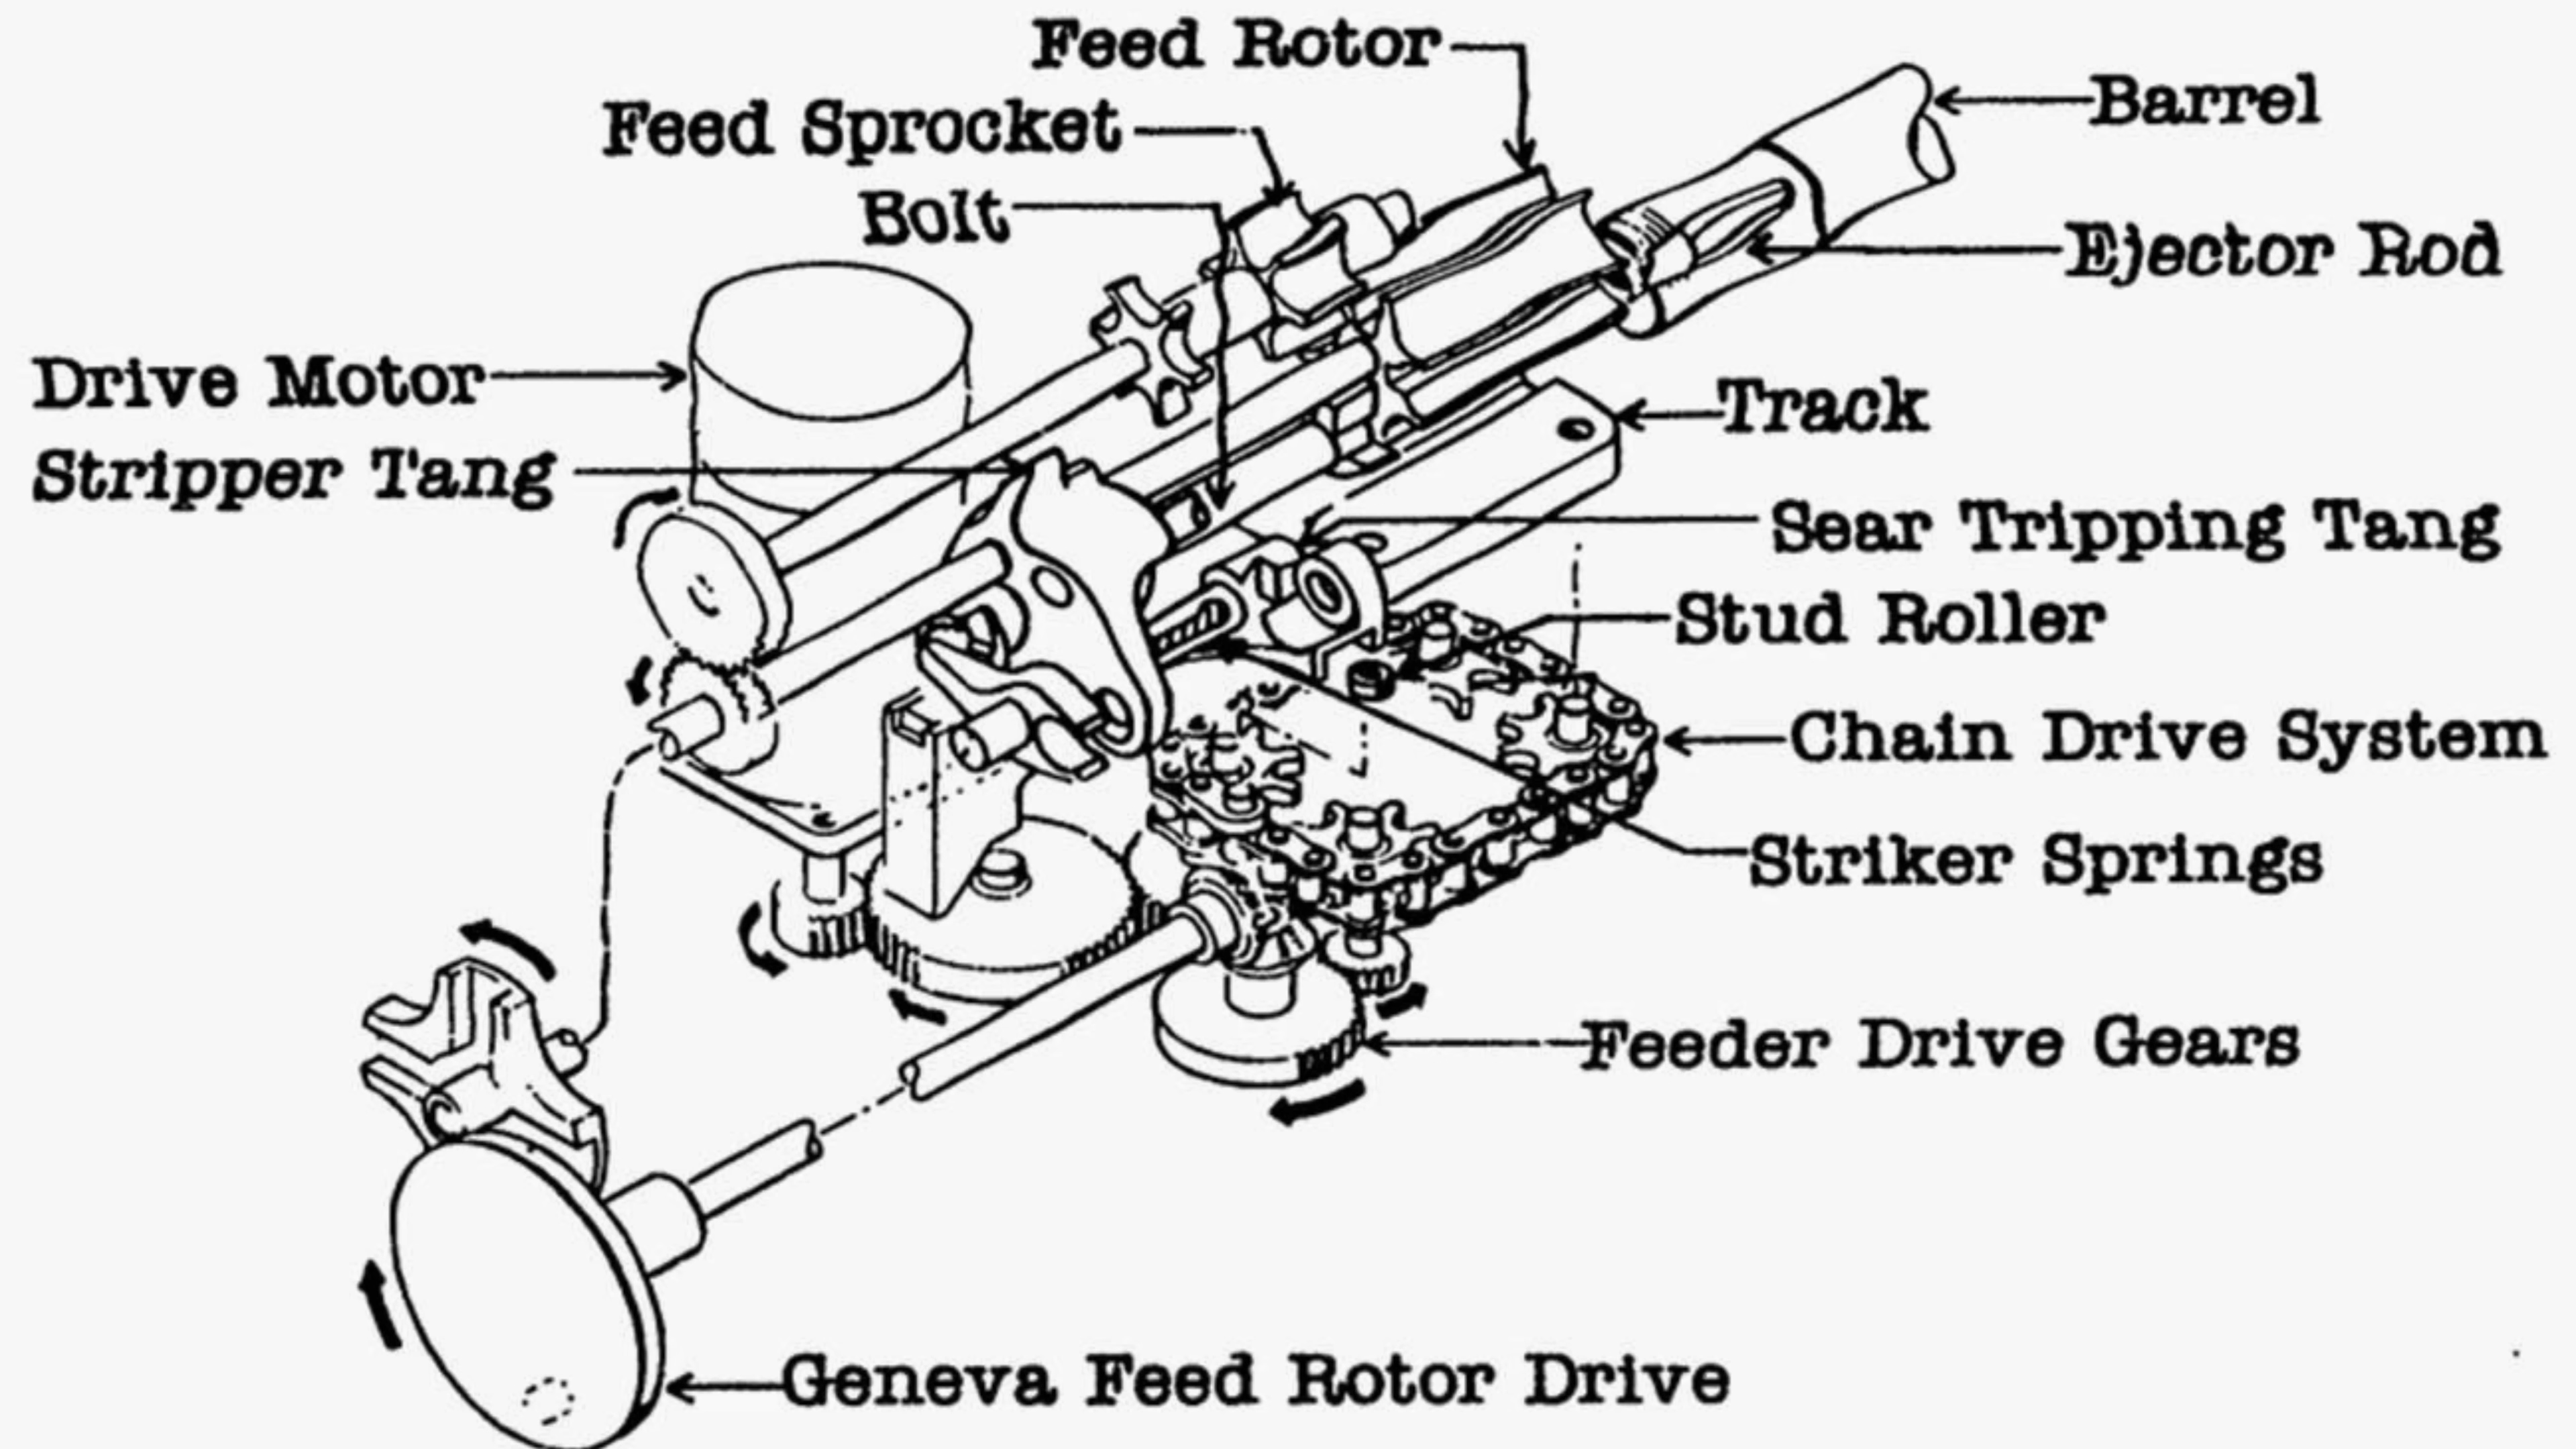 Feed Rotor
Barrel
Feed Sprocket
Bolt
Ejector Rod
Drive Motor
Track
Stripper Tang
Sear Tripping Tang
Stud Roller
Chain Drive System
Striker Springs
Feeder Drive Gears
Geneva Feed Rotor Drive